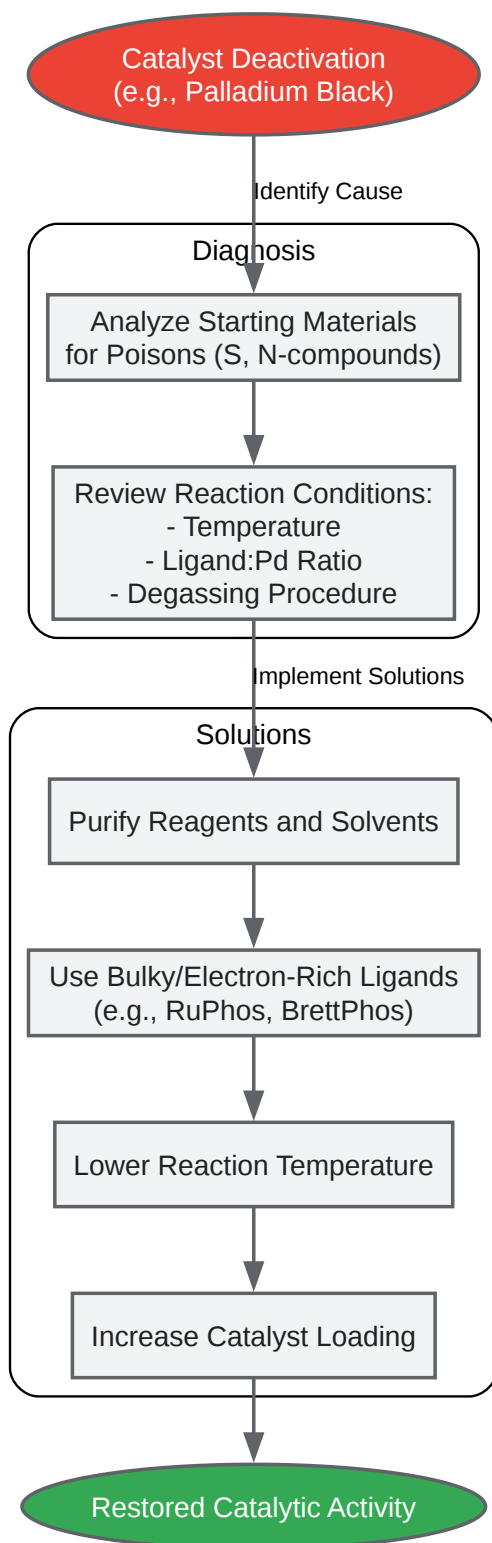 Catalyst Deactivation
(e.g., Palladium Black)
Identify Cause
Diagnosis
Analyze Starting Materials
for Poisons (S, N-compounds)
Review Reaction Conditions:
- Temperature
- Ligand:Pd Ratio
- Degassing Procedure
Implement Solutions
Solutions
Purify Reagents and Solvents
Use Bulky/Electron-Rich Ligands
(e.g., RuPhos, BrettPhos)
Lower Reaction Temperature
Increase Catalyst Loading
Restored Catalytic Activity